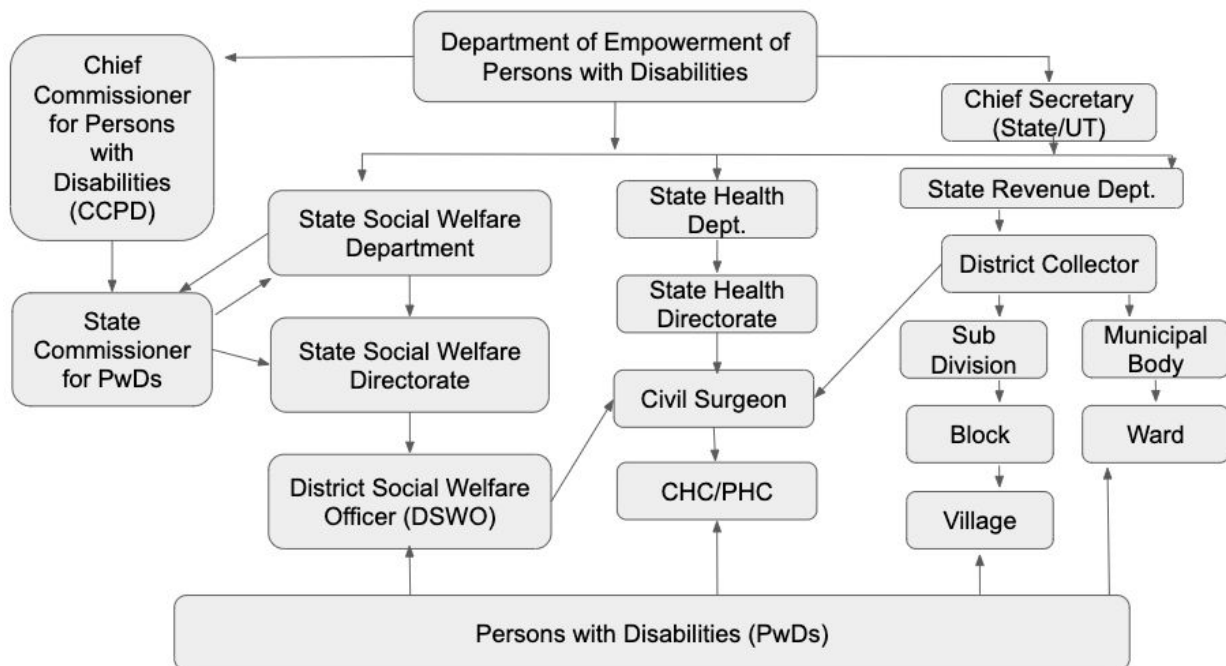 Department of Empowerment of
Persons with Disabilities
Chief
Commissioner
for Persons
with
Disabilities
(CCPD)
Chief Secretary
(State/UT)
State Social Welfare
Department
State Health
Dept.
State Revenue Dept.
District Collector
State
Commissioner
for PwDs
State Social Welfare
Directorate
State Health
Directorate
Sub
Division
Municipal
Body
Civil Surgeon
Block
Ward
District Social Welfare
Officer (DSWO)
CHC/PHC
Village
Persons with Disabilities (PwDs)